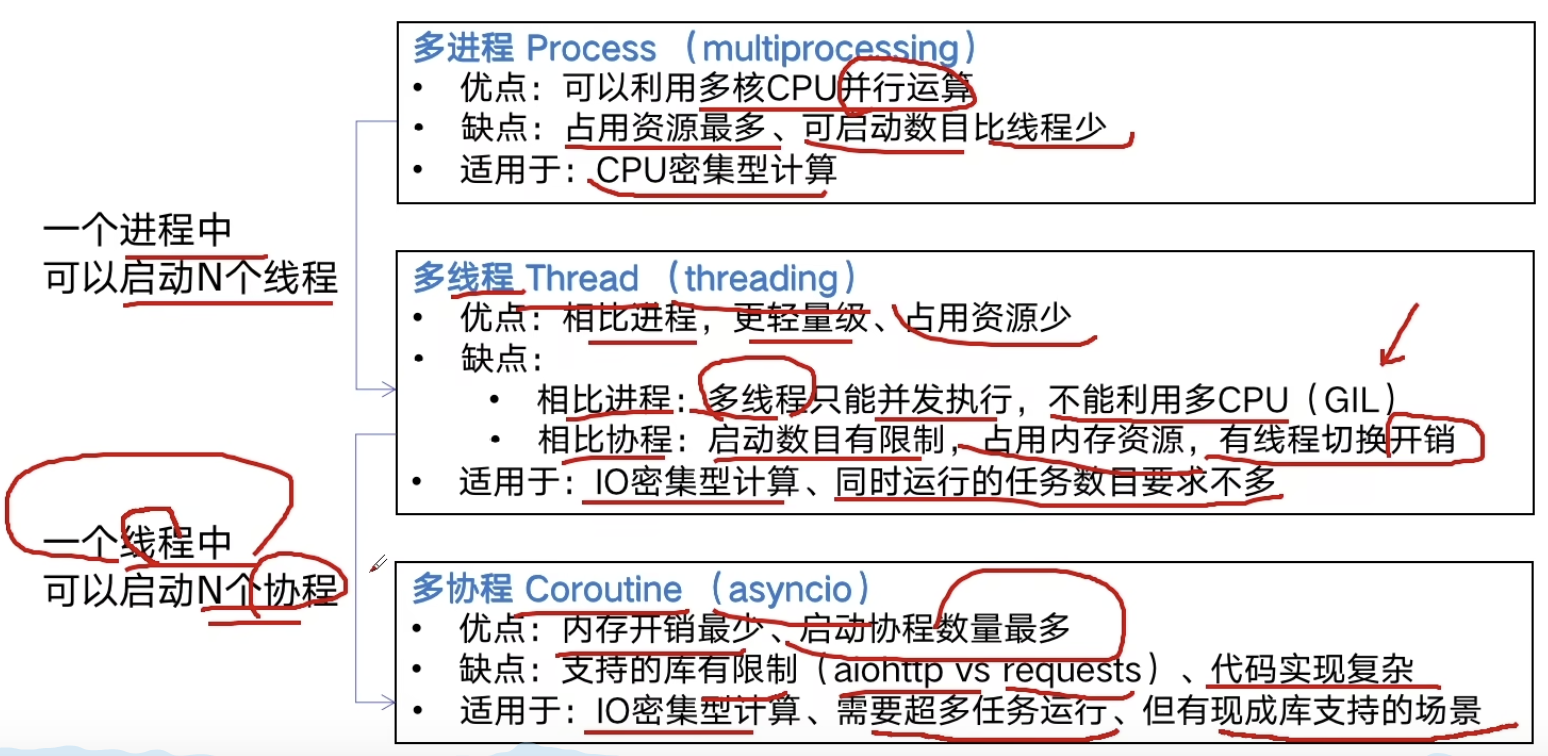 多进程 Process （multiprocessing）
• 优点：可以利用多核CPU并行运算
• 缺点：占用资源最多、可启动数目比线程少
• 适用于：CPU密集型计算
一个进程中
可以启动N个线程
多线程 Thread （threading）
• 优点：相比进程，更轻量级、占用资源少
• 缺点：
• 相比进程：多线程只能并发执行，不能利用多CPU（GIL）
• 相比协程：启动数目有限制，占用内存资源，有线程切换开销
• 适用于：IO密集型计算、同时运行的任务数目要求不多
一个线程中
可以启动N个协程
多协程 Coroutine （asyncio）
• 优点：内存开销最少、启动协程数量最多
• 缺点：支持的库有限制（aiohttp vs requests）、代码实现复杂
• 适用于：IO密集型计算、需要超多任务运行、但有现成库支持的场景